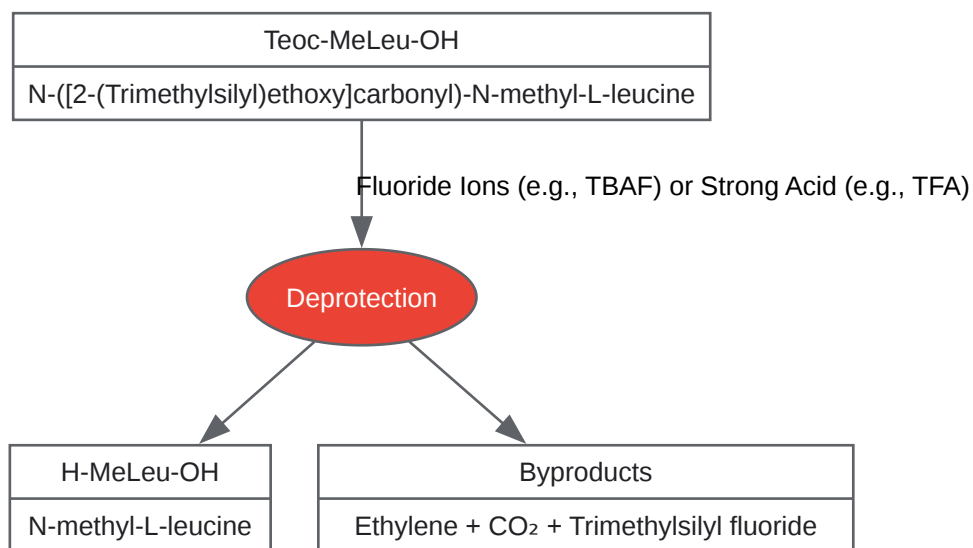 Teoc-MeLeu-OH
N-([2-(Trimethylsilyl)ethoxy]carbonyl)-N-methyl-L-leucine
Fluoride Ions (e.g., TBAF) or Strong Acid (e.g., TFA)
Deprotection
H-MeLeu-OH
N-methyl-L-leucine
Byproducts
Ethylene + CO₂ + Trimethylsilyl fluoride